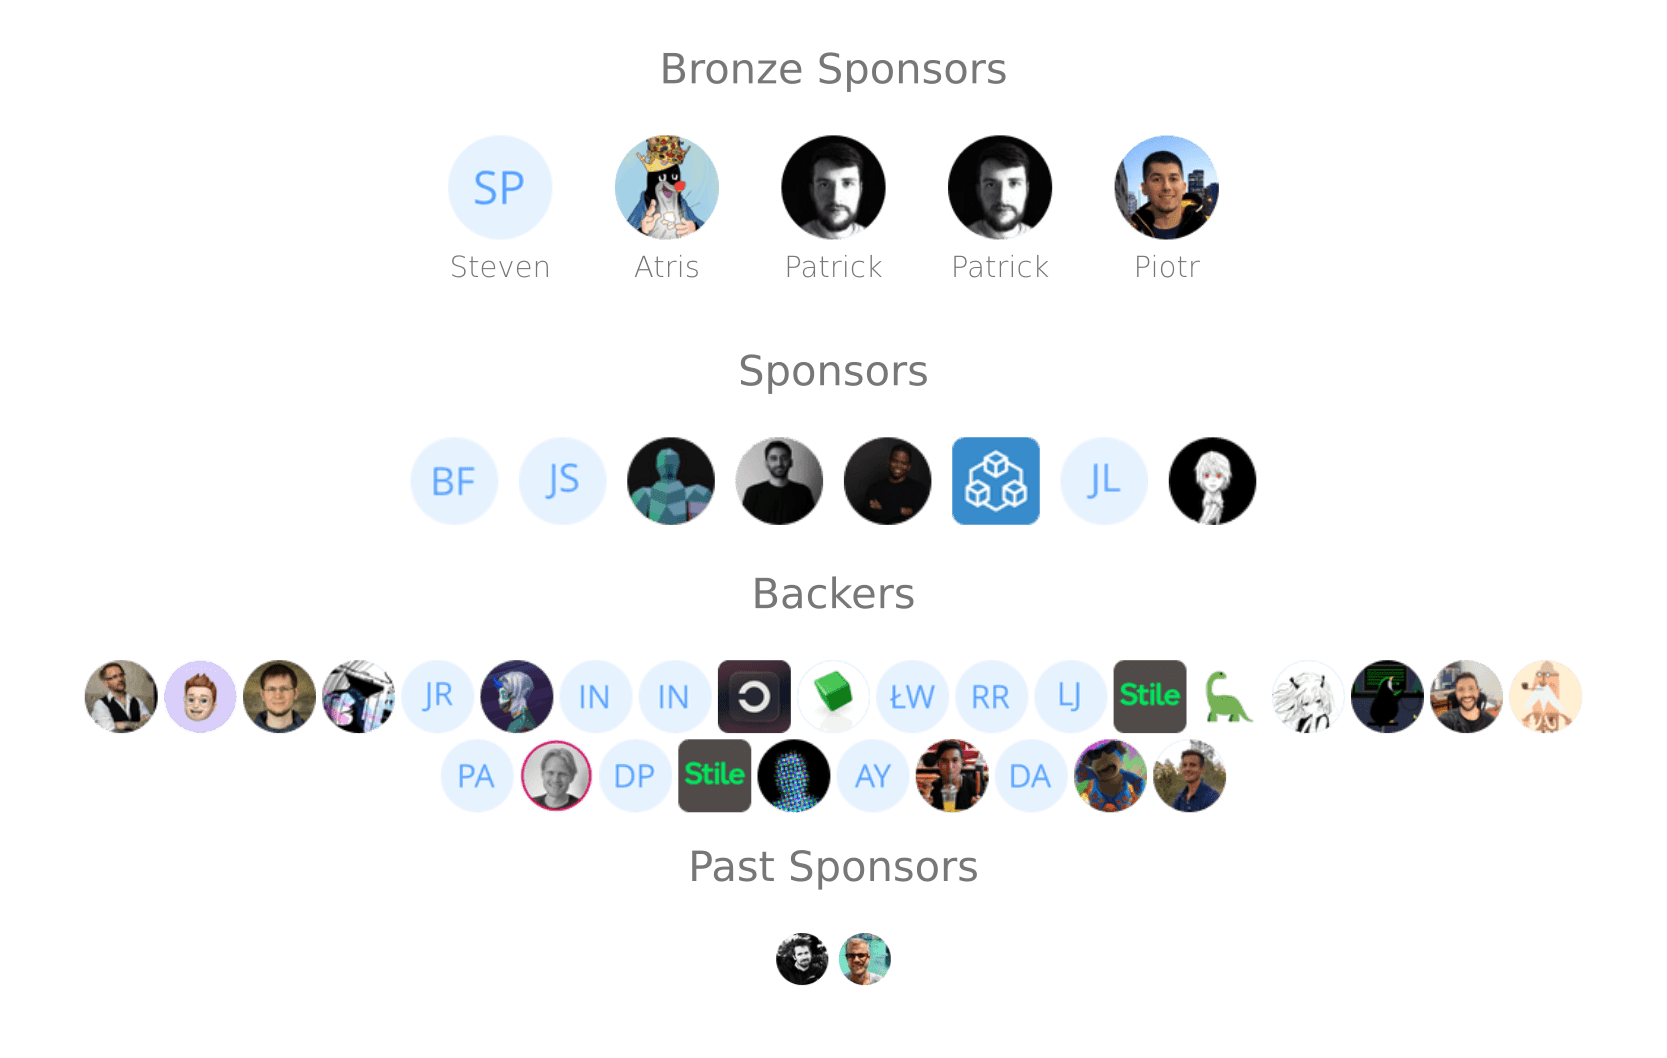 Bronze Sponsors
SP
Steven Atris Patrick Patrick Piotr
Sponsors
BF JS JL
Backers
JR IN IN ŁW RR LJ Stile
PA DP Stile AY DA
Past Sponsors